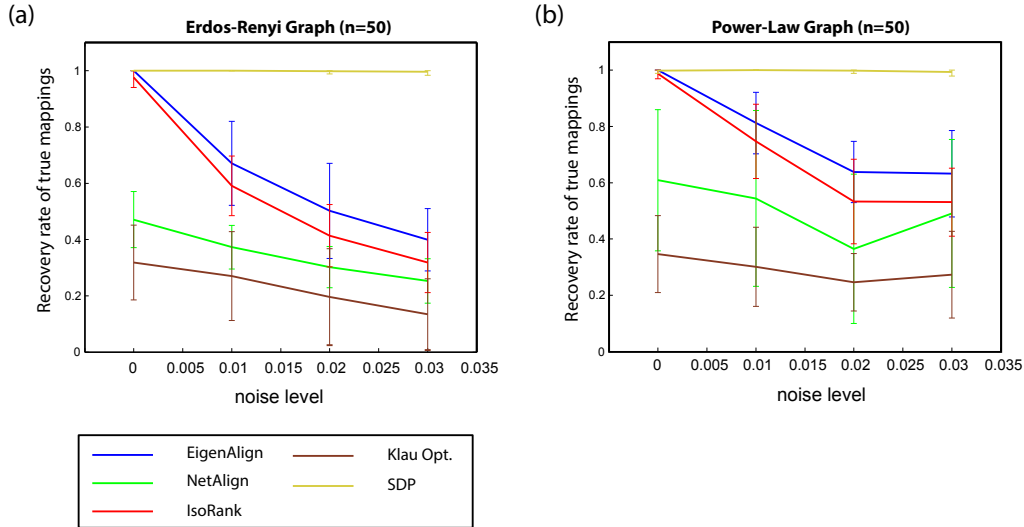 (a)
Erdos-Renyi Graph (n=50)
Recovery rate of true mappings
1
0.8
0.6
0.4
0.2
0
0 0.005 0.01 0.015 0.02 0.025 0.03 0.035
noise level
(b)
Power-Law Graph (n=50)
Recovery rate of true mappings
1
0.8
0.6
0.4
0.2
0
0 0.005 0.01 0.015 0.02 0.025 0.03 0.035
noise level
EigenAlign
NetAlign
IsoRank
Klau Opt.
SDP